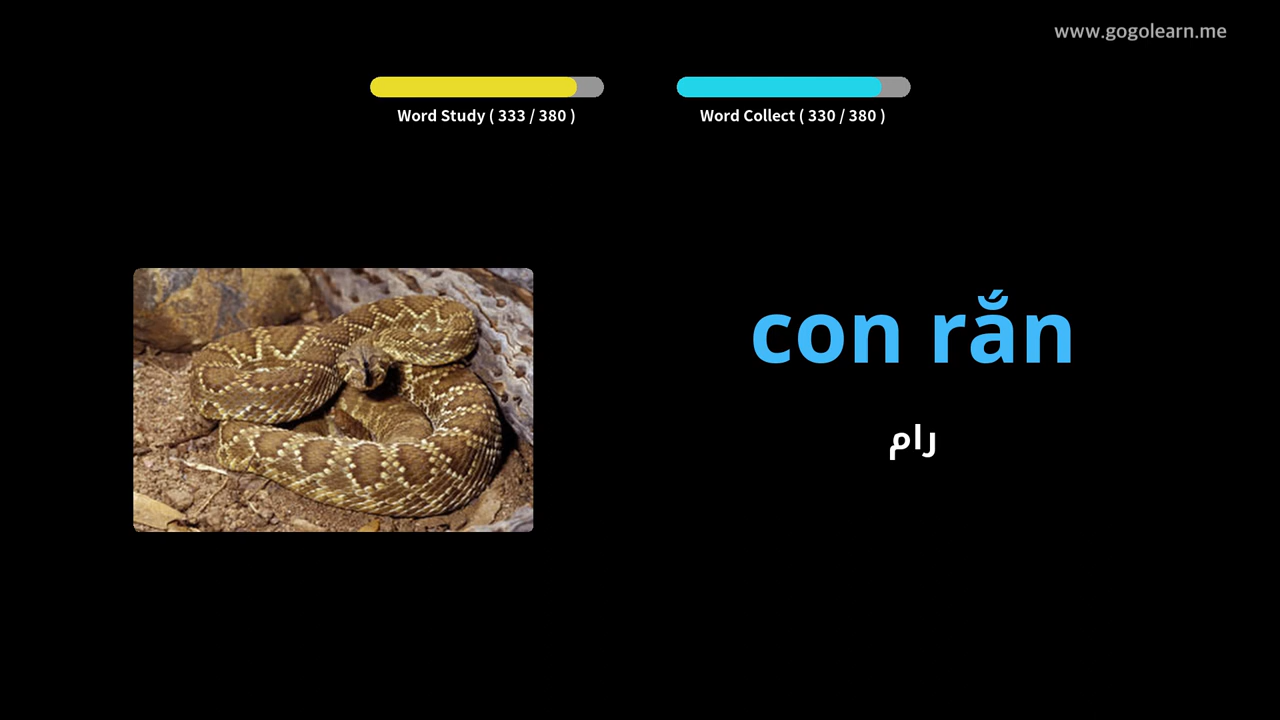 www.gogolearn.me
Word Study ( 333 / 380 )
Word Collect ( 330 / 380 )
con rắn
رام